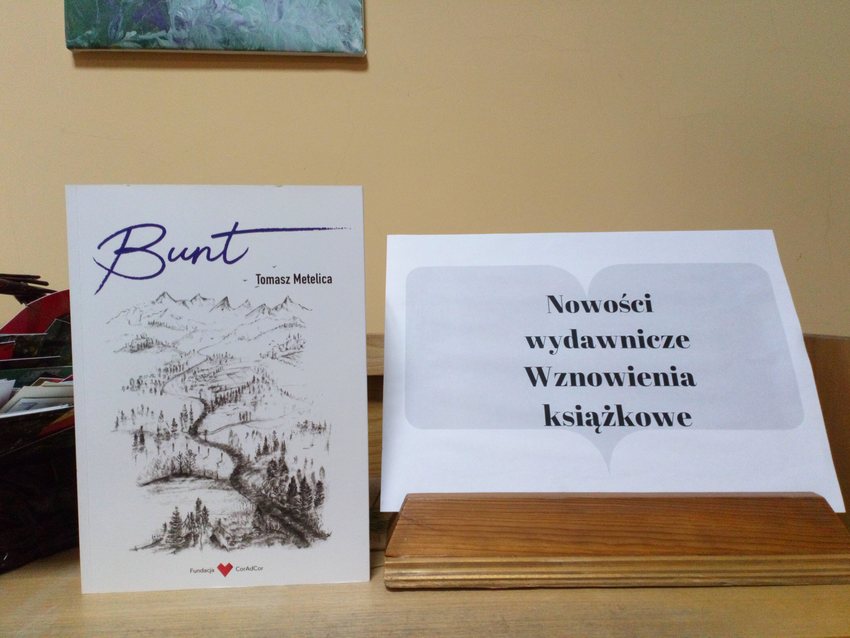 Bunt
Tomasz Metelica
Fundacja CorAdCor
Nowości
wydawnicze
Wznowienia
książkowe